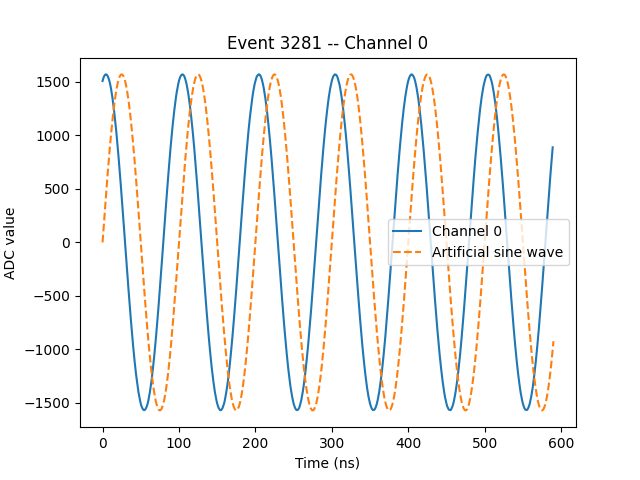 Event 3281 -- Channel 0
ADC value
1500
1000
500
0
−500
−1000
−1500
Channel 0
Artificial sine wave
0 100 200 300 400 500 600
Time (ns)